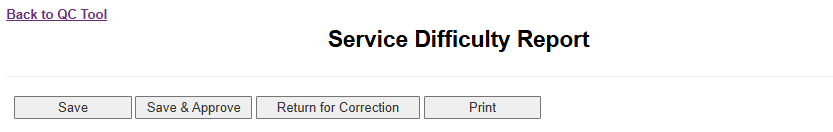 Back to QC Tool
Service Difficulty Report
Save Save & Approve Return for Correction Print